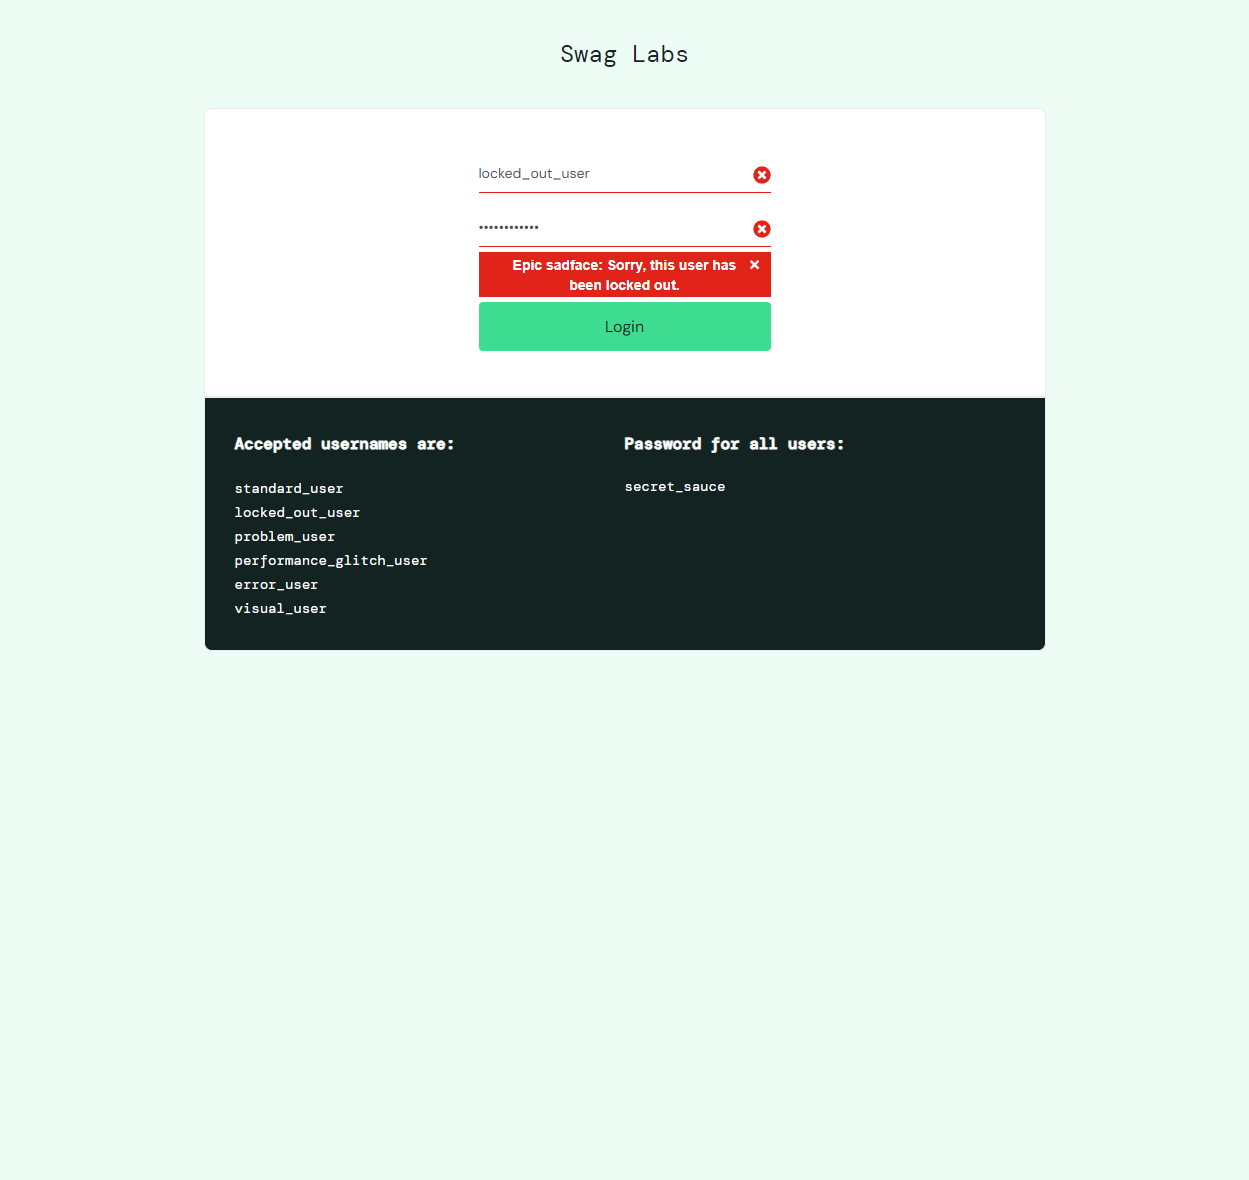 Swag Labs
locked_out_user
••••••••••••
Epic sadface: Sorry, this user has
been locked out.
Login
Accepted usernames are:
standard_user
locked_out_user
problem_user
performance_glitch_user
error_user
visual_user
Password for all users:
secret_sauce